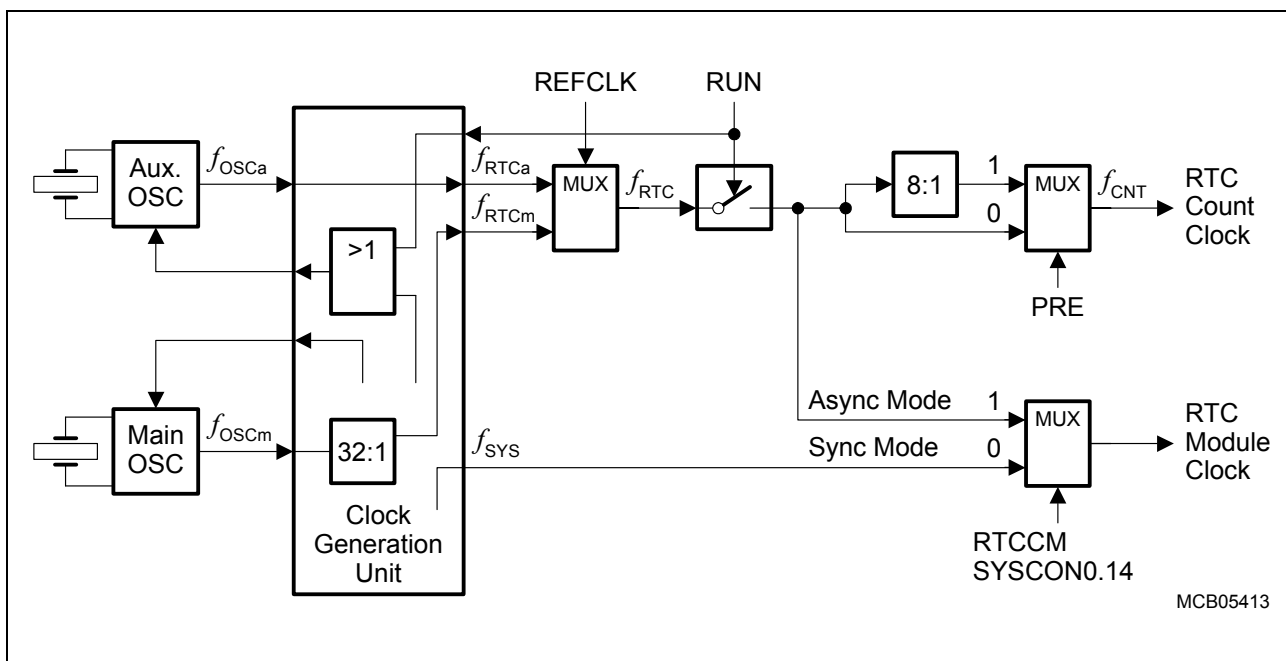 REFCLK
RUN
Aux.
OSC
fOSCa
fRTCa
MUX
fRTC
8:1
1
MUX
fCNT
RTC
Count
Clock
fRTCm
0
>1
PRE
Main
OSC
fOSCm
32:1
fSYS
Async Mode
1
MUX
RTC
Module
Clock
Sync Mode
0
Clock
Generation
Unit
RTCCM
SYSCON0.14
MCB05413